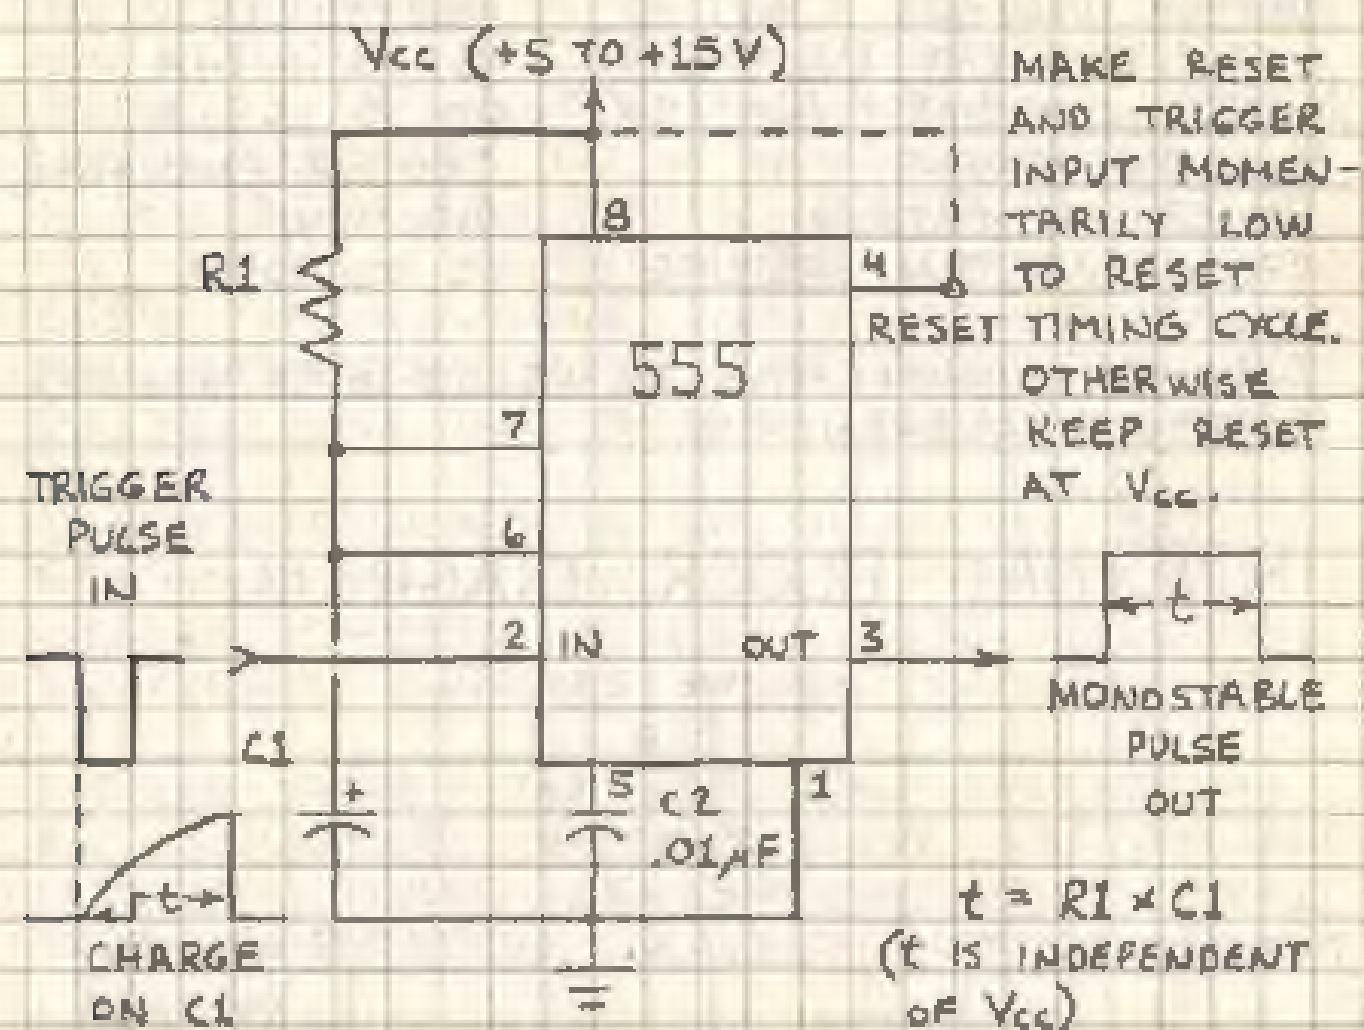 Vcc (+5 TO +15 V)
MAKE RESET
AND TRIGGER
INPUT MOMEN-
TARILY LOW
TO RESET
TIMING CYCLE.
OTHERWISE
KEEP RESET
AT Vcc.
8
R1
4
RESET
555
7
TRIGGER
PULSE
IN
6
2 IN
OUT 3
t
MONOSTABLE
PULSE
OUT
C1
+
5
C2
.01µF
1
t
CHARGE
ON C1
t = R1 × C1
(t IS INDEPENDENT
OF Vcc)